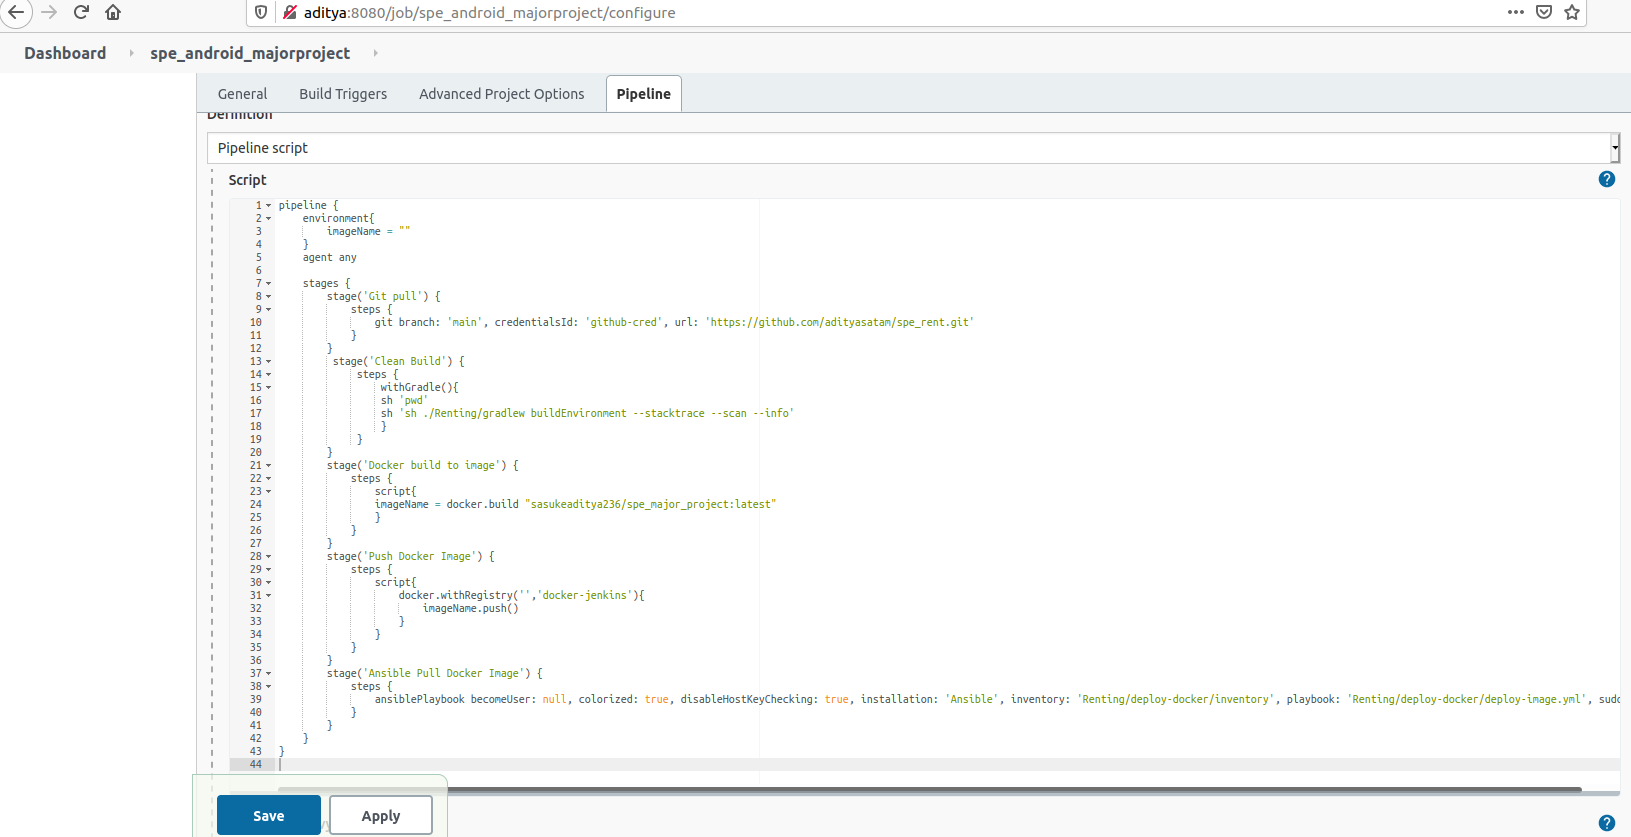 aditya:8080/job/spe_android_majorproject/configure
Dashboard spe_android_majorproject
General Build Triggers Advanced Project Options Pipeline
Definition
Pipeline script
Script
1 pipeline {
2 environment{
3 imageName = ""
4 }
5 agent any
6
7 stages {
8 stage('Git pull') {
9 steps {
10 git branch: 'main', credentialsId: 'github-cred', url: 'https://github.com/adityasatam/spe_rent.git'
11 }
12 }
13 stage('Clean Build') {
14 steps {
15 withGradle(){
16 sh 'pwd'
17 sh 'sh ./Renting/gradlew buildEnvironment --stacktrace --scan --info'
18 }
19 }
20 }
21 stage('Docker build to image') {
22 steps {
23 script{
24 imageName = docker.build "sasukeaditya236/spe_major_project:latest"
25 }
26 }
27 }
28 stage('Push Docker Image') {
29 steps {
30 script{
31 docker.withRegistry('','docker-jenkins'){
32 imageName.push()
33 }
34 }
35 }
36 }
37 stage('Ansible Pull Docker Image') {
38 steps {
39 ansiblePlaybook becomeUser: null, colorized: true, disableHostKeyChecking: true, installation: 'Ansible', inventory: 'Renting/deploy-docker/inventory', playbook: 'Renting/deploy-docker/deploy-image.yml',
40 }
41 }
42 }
43 }
44
Save Apply